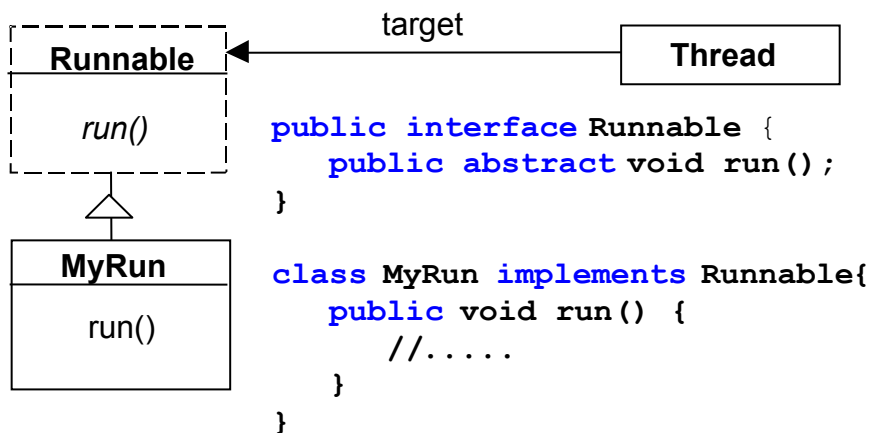 target
Runnable
Thread
run()
public interface Runnable {
public abstract void run();
}
MyRun
run()
class MyRun implements Runnable{
public void run() {
//.....
}
}